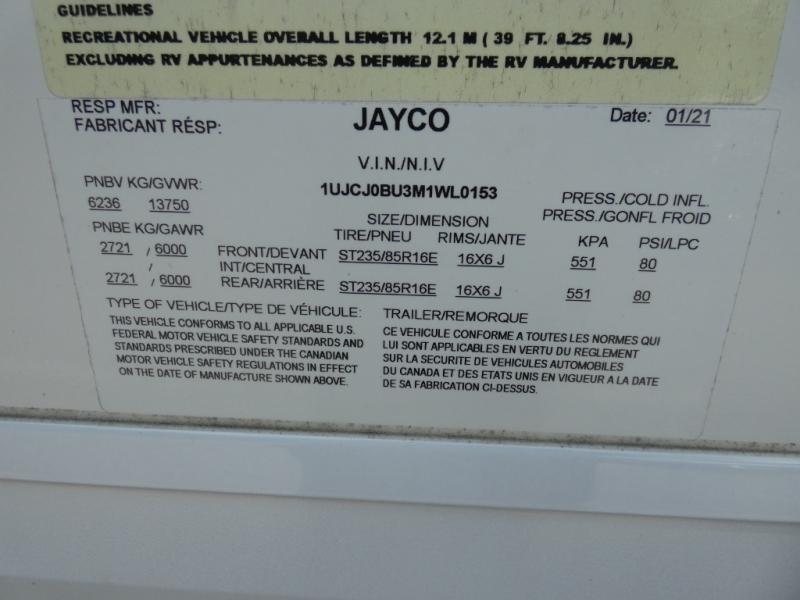 GUIDELINES
RECREATIONAL VEHICLE OVERALL LENGTH 12.1 M ( 39 FT. 8.25 IN.)
EXCLUDING RV APPURTENANCES AS DEFINED BY THE RV MANUFACTURER.
RESP MFR: JAYCO Date: 01/21
FABRICANT RÉSP:
V.I.N./N.I.V
PNBV KG/GVWR: 1UJCJ0BU3M1WL0153 PRESS./COLD INFL.
6236 13750 SIZE/DIMENSION PRESS./GONFL FROID
PNBE KG/GAWR TIRE/PNEU RIMS/JANTE KPA PSI/LPC
2721 / 6000 FRONT/DEVANT ST235/85R16E 16X6 J 551 80
/ INT/CENTRAL
2721 / 6000 REAR/ARRIÈRE ST235/85R16E 16X6 J 551 80
TYPE OF VEHICLE/TYPE DE VÉHICULE: TRAILER/REMORQUE
THIS VEHICLE CONFORMS TO ALL APPLICABLE U.S.
FEDERAL MOTOR VEHICLE SAFETY STANDARDS AND
STANDARDS PRESCRIBED UNDER THE CANADIAN
MOTOR VEHICLE SAFETY REGULATIONS IN EFFECT
ON THE DATE OF MANUFACTURE SHOWN ABOVE.
CE VEHICULE CONFORME A TOUTES LES NORMES QUI
LUI SONT APPLICABLES EN VERTU DU REGLEMENT
SUR LA SECURITE DE VEHICULES AUTOMOBILES
DU CANADA ET DES ETATS UNIS EN VIGUEUR A LA DATE
DE SA FABRICATION CI-DESSUS.